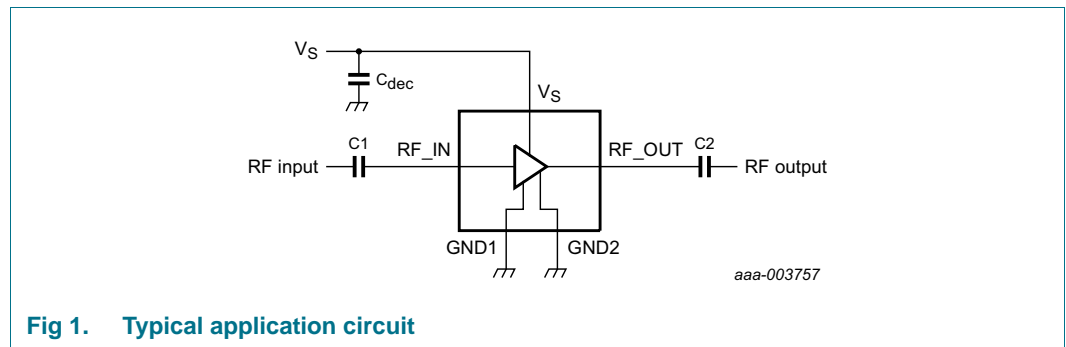 VS
Cdec
VS
C1
RF_IN
RF_OUT
C2
RF input
RF output
GND1
GND2
aaa-003757
Fig 1. Typical application circuit